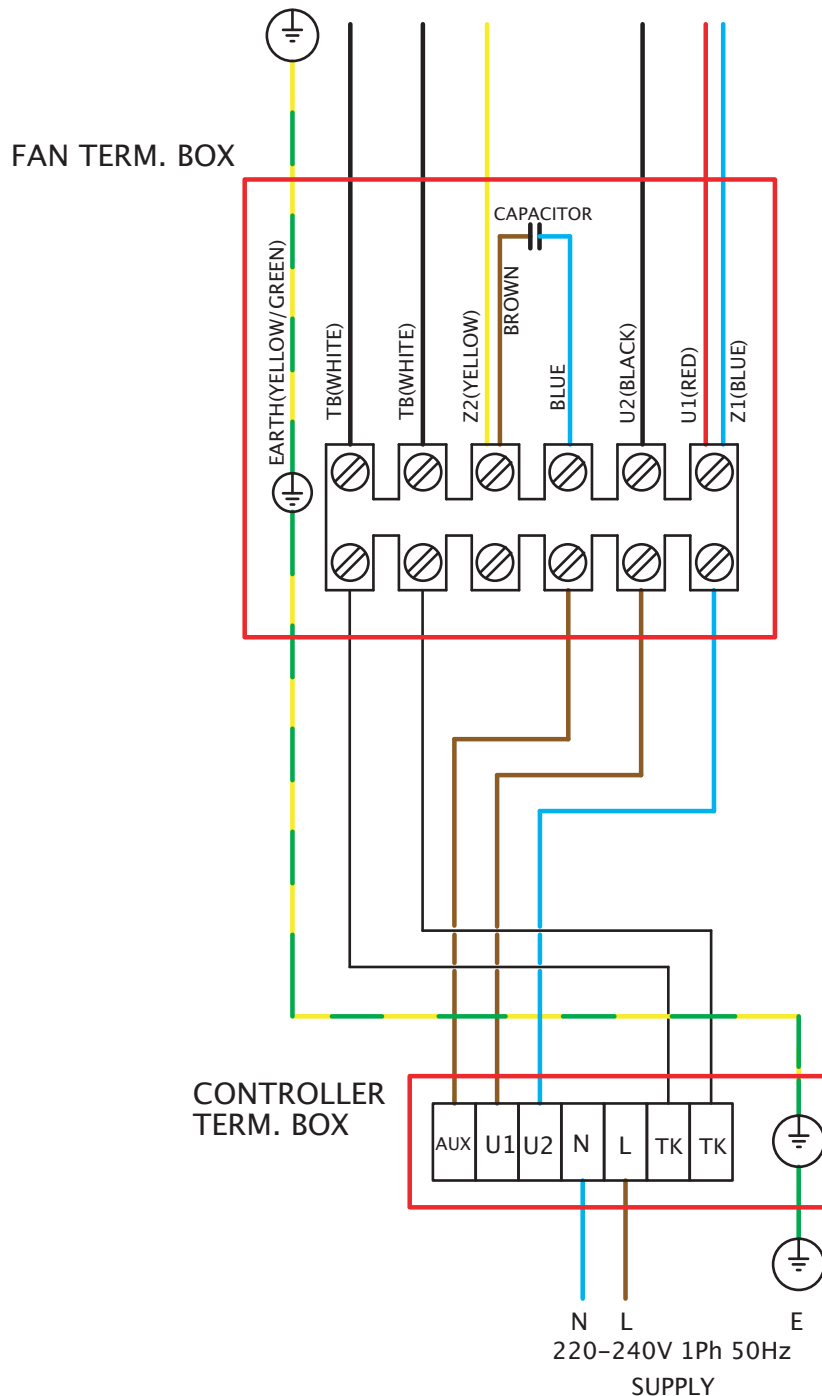 FAN TERM. BOX
CAPACITOR
EARTH(YELLOW/GREEN)
TB(WHITE)
TB(WHITE)
Z2(YELLOW)
BROWN
BLUE
U2(BLACK)
U1(RED)
Z1(BLUE)
CONTROLLER
TERM. BOX
AUX U1 U2 N L TK TK
N L E
220-240V 1Ph 50Hz
SUPPLY